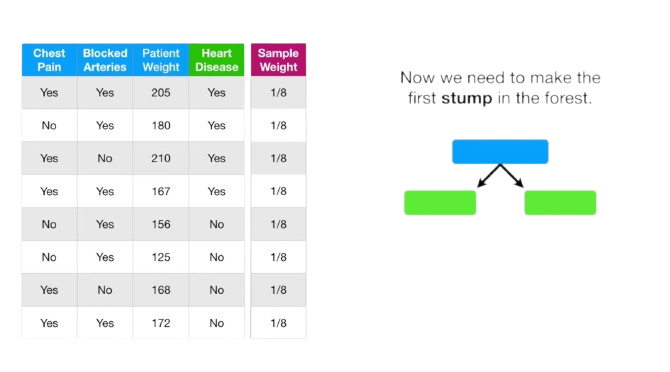 Chest Pain Blocked Arteries Patient Weight Heart Disease Sample Weight
Yes Yes 205 Yes 1/8
No Yes 180 Yes 1/8
Yes No 210 Yes 1/8
Yes Yes 167 Yes 1/8
No Yes 156 No 1/8
No Yes 125 No 1/8
Yes No 168 No 1/8
Yes Yes 172 No 1/8
Now we need to make the
first stump in the forest.